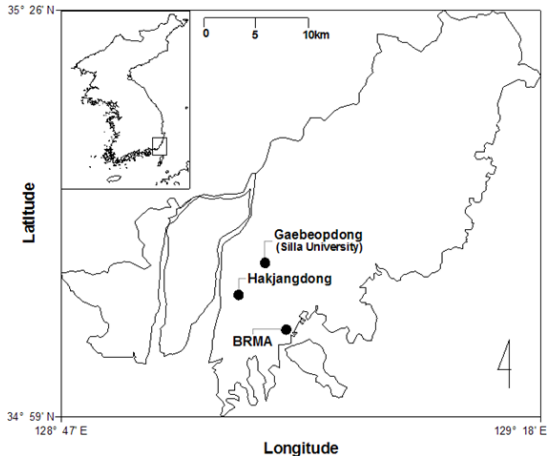 35° 26' N
0 5 10km
Latitude
Gaebeopdong
(Silla University)
Hakjangdong
BRMA
34° 59' N
128° 47' E
129° 18' E
Longitude